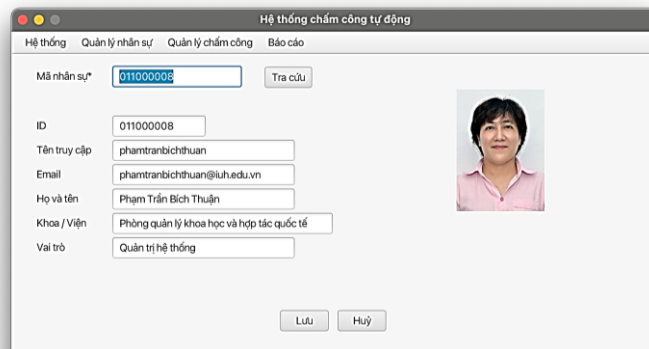 Hệ thống chấm công tự động
Hệ thống Quản lý nhân sự Quản lý chấm công Báo cáo
Mã nhân sự* 011000008 Tra cứu
ID 011000008
Tên truy cập phamtranbichthuan
Email phamtranbichthuan@iuh.edu.vn
Họ và tên Phạm Trần Bích Thuận
Khoa / Viện Phòng quản lý khoa học và hợp tác quốc tế
Vai trò Quản trị hệ thống
Lưu Huỷ